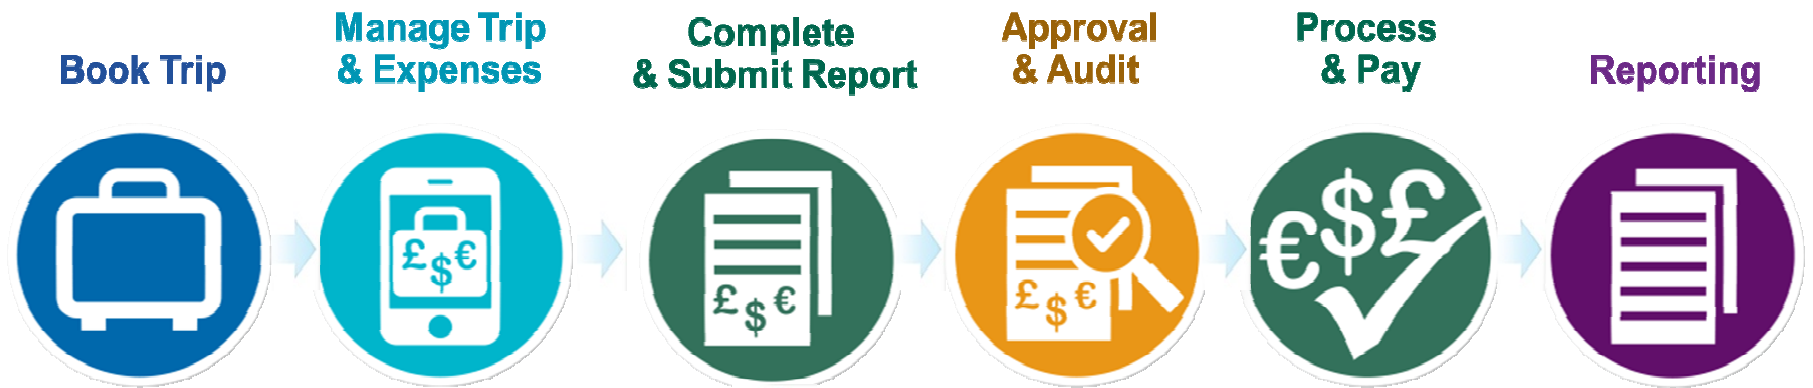 Book Trip
Manage Trip
& Expenses
Complete
& Submit Report
Approval
& Audit
Process
& Pay
Reporting
£$€
£$€
£$€
€$£